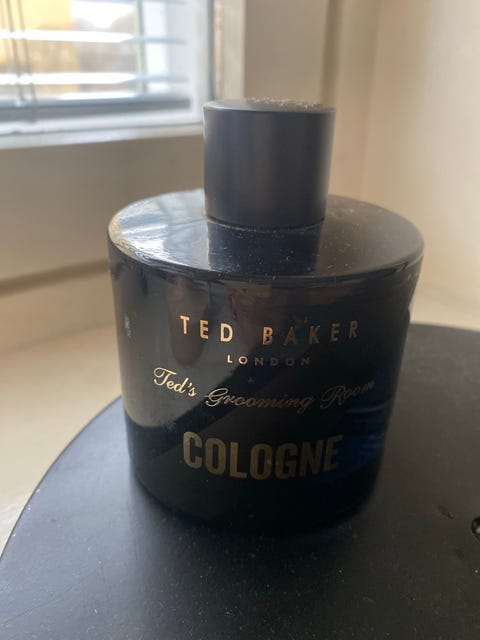 TED BAKER
LONDON
Ted's Grooming Room
COLOGNE